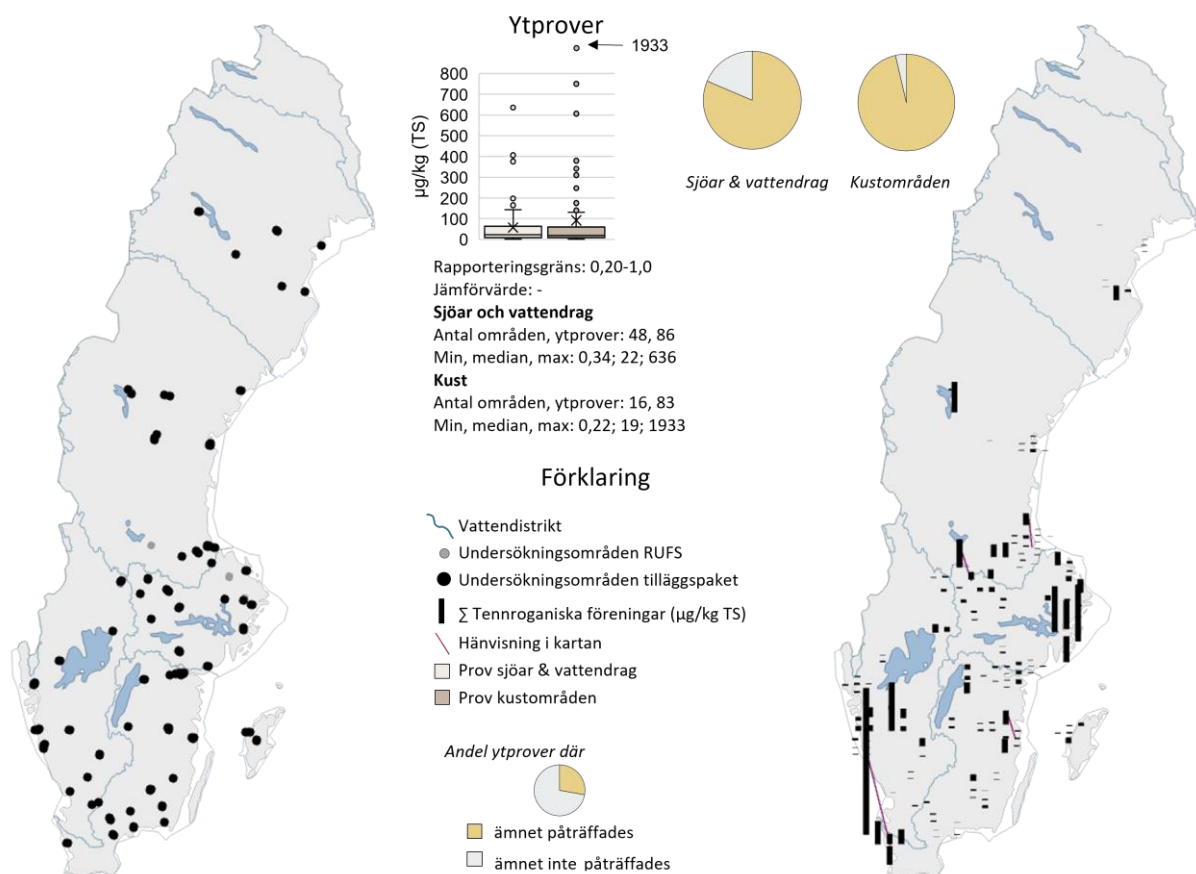 Ytprover
1933
800
700
600
500
400
300
200
100
0
µg/kg (TS)
Sjöar & vattendrag
Kustområden
Rapporteringsgräns: 0,20-1,0
Jämförvärde: -
Sjöar och vattendrag
Antal områden, ytprover: 48, 86
Min, median, max: 0,34; 22; 636
Kust
Antal områden, ytprover: 16, 83
Min, median, max: 0,22; 19; 1933
Förklaring
Vattendistrikt
Undersökningsområden RUFS
Undersökningsområden tilläggspaket
∑ Tennroganiska föreningar (µg/kg TS)
Hänvisning i kartan
Prov sjöar & vattendrag
Prov kustområden
Andel ytprover där
ämnet påträffades
ämnet inte påträffades